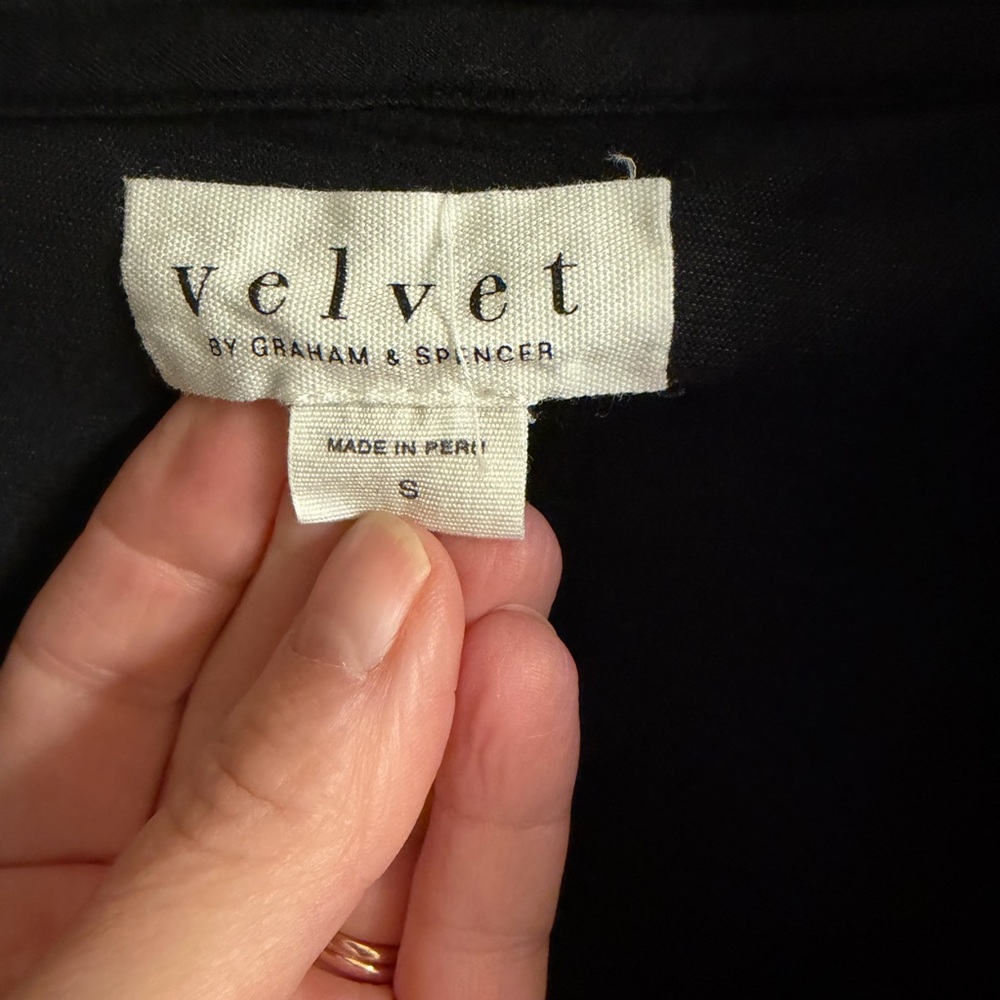 velvet
BY GRAHAM & SPENCER
MADE IN PERU
S